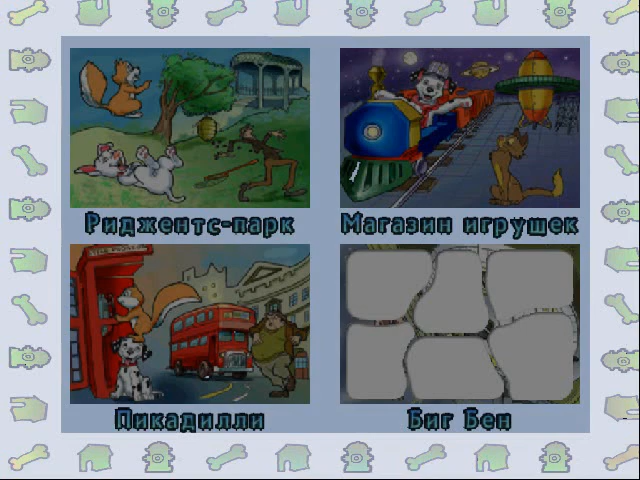 Риджентс-парк
Магазин игрушек
Пикадилли
Биг Бен